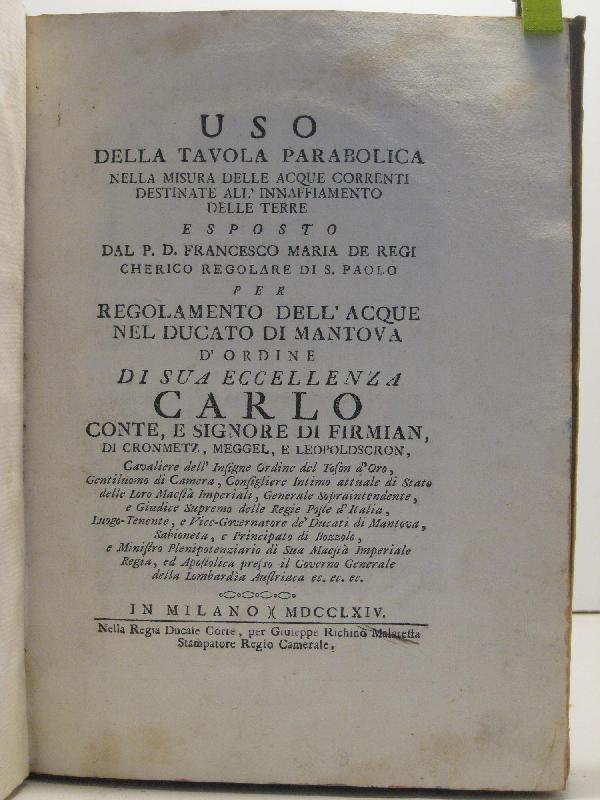 USO
DELLA TAVOLA PARABOLICA
NELLA MISURA DELLE ACQUE CORRENTI
DESTINATE ALL' INNAFFIAMENTO
DELLE TERRE
ESPOSTO
DAL P. D. FRANCESCO MARIA DE REGI
CHERICO REGOLARE DI S. PAOLO
PER
REGOLAMENTO DELL' ACQUE
NEL DUCATO DI MANTOVA
D' ORDINE
DI SUA ECCELLENZA
CARLO
CONTE, E SIGNORE DI FIRMIAN,
DI CRONMETZ, MEGGEL, E LEOPOLDSCRON,
Cavaliere dell' Insigne Ordine del Toson d'Oro,
Gentiluomo di Camera, Consigliere Intimo attuale di Stato
delle Loro Maestà Imperiali, Generale Sopraintendente,
e Giudice Supremo delle Regie Poste d'Italia,
Luogo-Tenente, e Vice-Governatore de' Ducati di Mantova,
Sabioneta, e Principato di Bozzolo,
e Ministro Plenipotenziario di Sua Maestà Imperiale
Regia, ed Apostolica presso il Governo Generale
della Lombardia Austriaca ec. ec. ec.
IN MILANO )( MDCCLXIV.
Nella Regia Ducale Corte, per Giuseppe Richino Malatesta
Stampatore Regio Camerale.